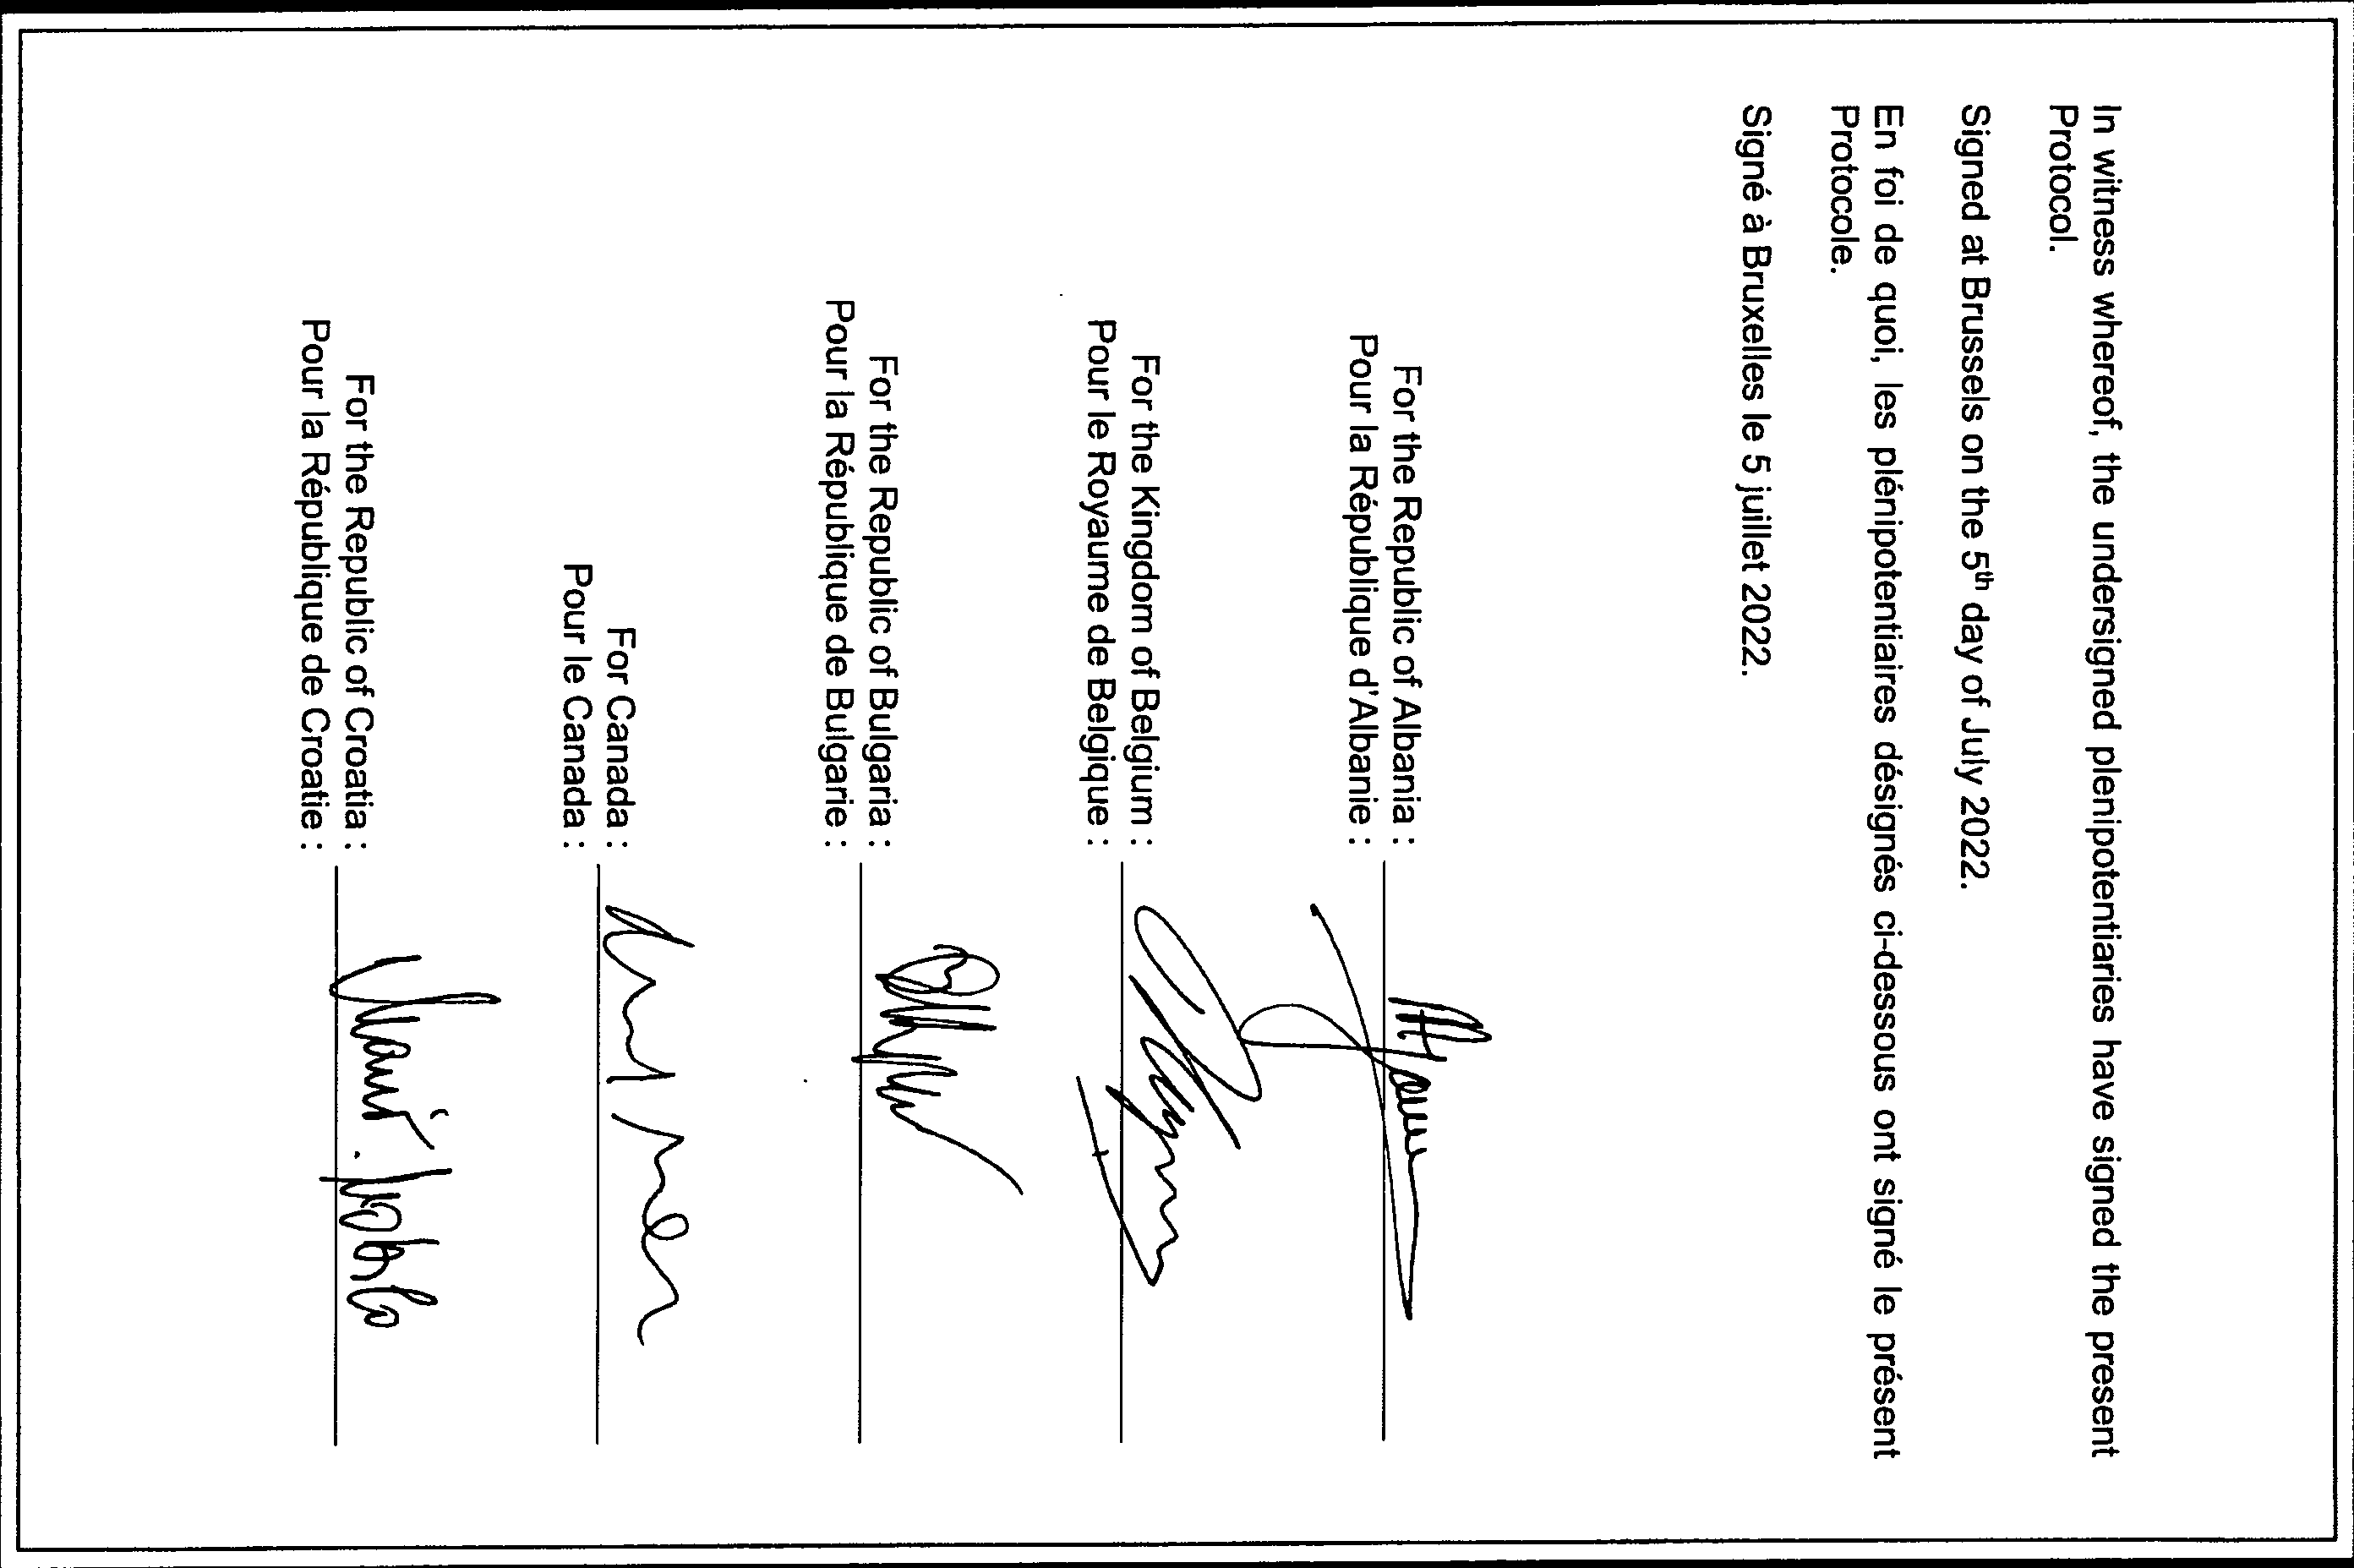 In witness whereof, the undersigned plenipotentiaries have signed the present
Protocol.
Signed at Brussels on the 5th day of July 2022.
En foi de quoi, les plénipotentiaires désignés ci-dessous ont signé le présent
Protocole.
Signé à Bruxelles le 5 juillet 2022.
For the Republic of Albania :
Pour la République d'Albanie :
For the Kingdom of Belgium :
Pour le Royaume de Belgique :
For the Republic of Bulgaria :
Pour la République de Bulgarie :
For Canada :
Pour le Canada :
For the Republic of Croatia :
Pour la République de Croatie :